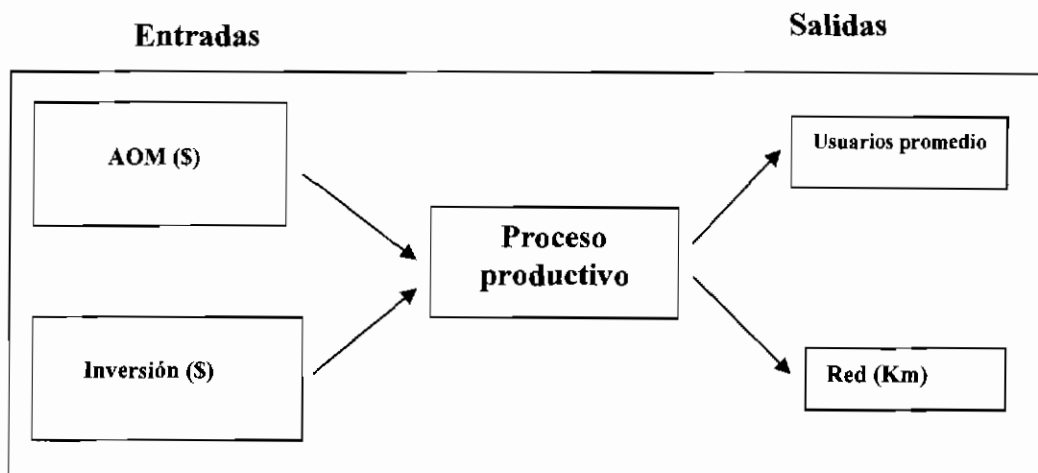 Entradas
Salidas
AOM ($)
Usuarios promedio
Proceso
productivo
Inversión ($)
Red (Km)